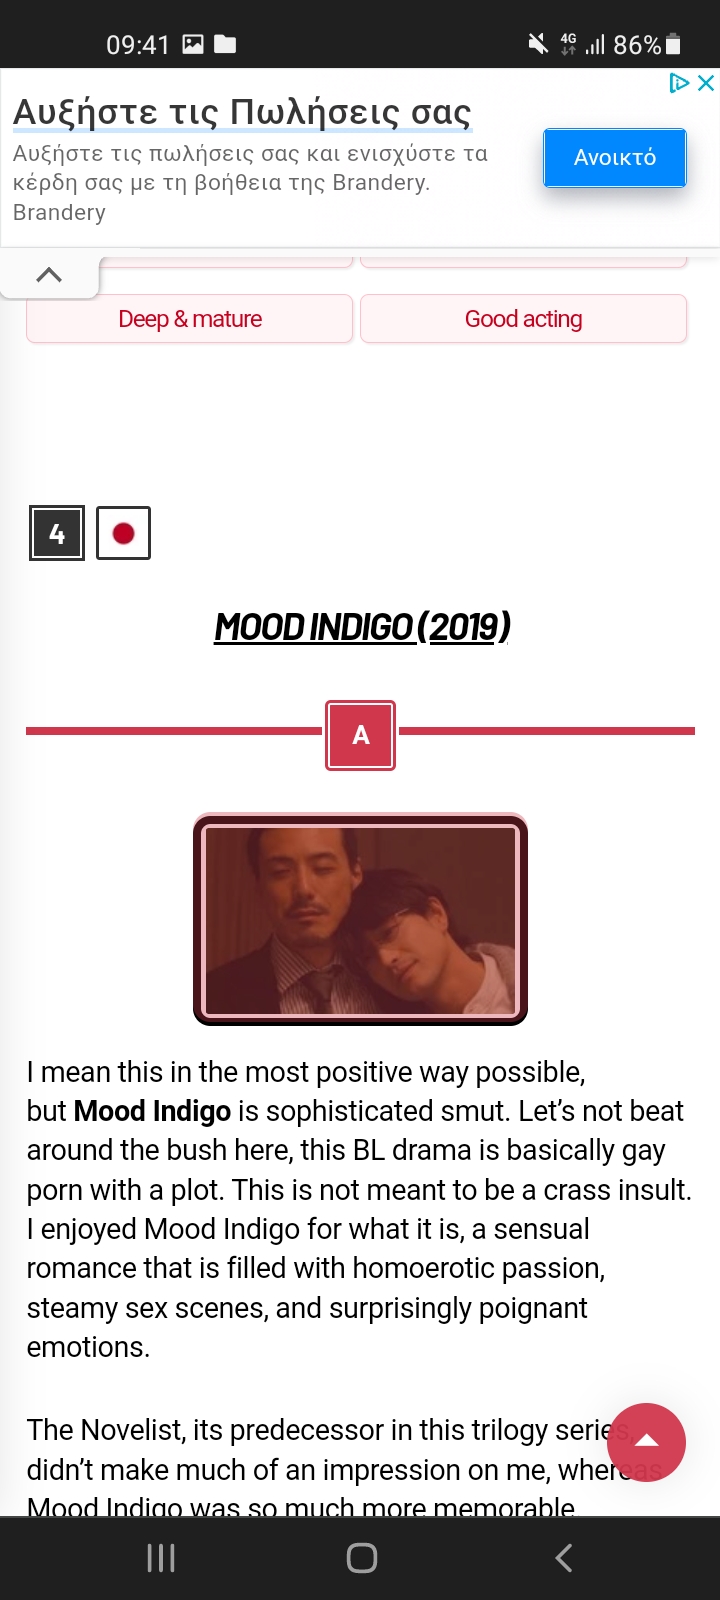 09:41
4G
86%
Αυξήστε τις Πωλήσεις σας
Αυξήστε τις πωλήσεις σας και ενισχύστε τα
κέρδη σας με τη βοήθεια της Brandery.
Brandery
Ανοικτό
Deep & mature
Good acting
4
MOOD INDIGO (2019)
A
I mean this in the most positive way possible,
but Mood Indigo is sophisticated smut. Let’s not beat
around the bush here, this BL drama is basically gay
porn with a plot. This is not meant to be a crass insult.
I enjoyed Mood Indigo for what it is, a sensual
romance that is filled with homoerotic passion,
steamy sex scenes, and surprisingly poignant
emotions.
The Novelist, its predecessor in this trilogy series,
didn’t make much of an impression on me, whereas
Mood Indigo was so much more memorable.